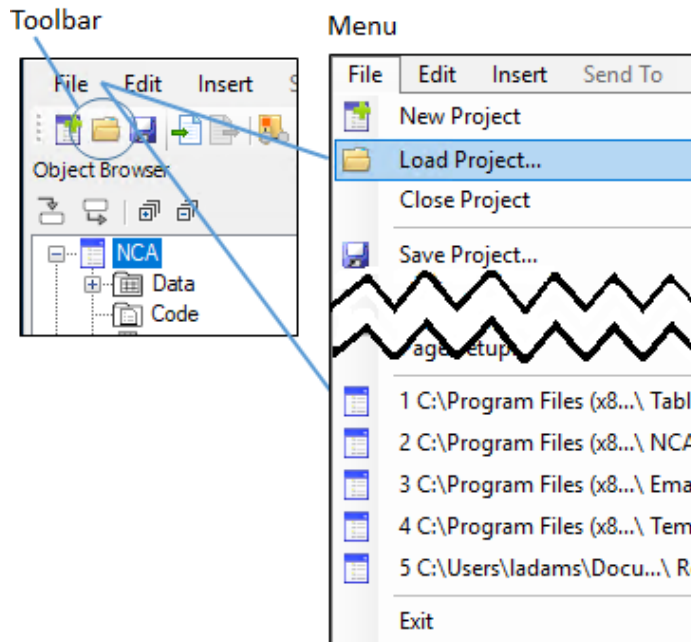 Toolbar
File Edit Insert S
Object Browser
NCA
Data
Code
Menu
File Edit Insert Send To
New Project
Load Project...
Close Project
Save Project...
age etup
1 C:\Program Files (x8...\ Tabl
2 C:\Program Files (x8...\ NCA
3 C:\Program Files (x8...\ Ema
4 C:\Program Files (x8...\ Tem
5 C:\Users\ladams\Docu...\ R
Exit